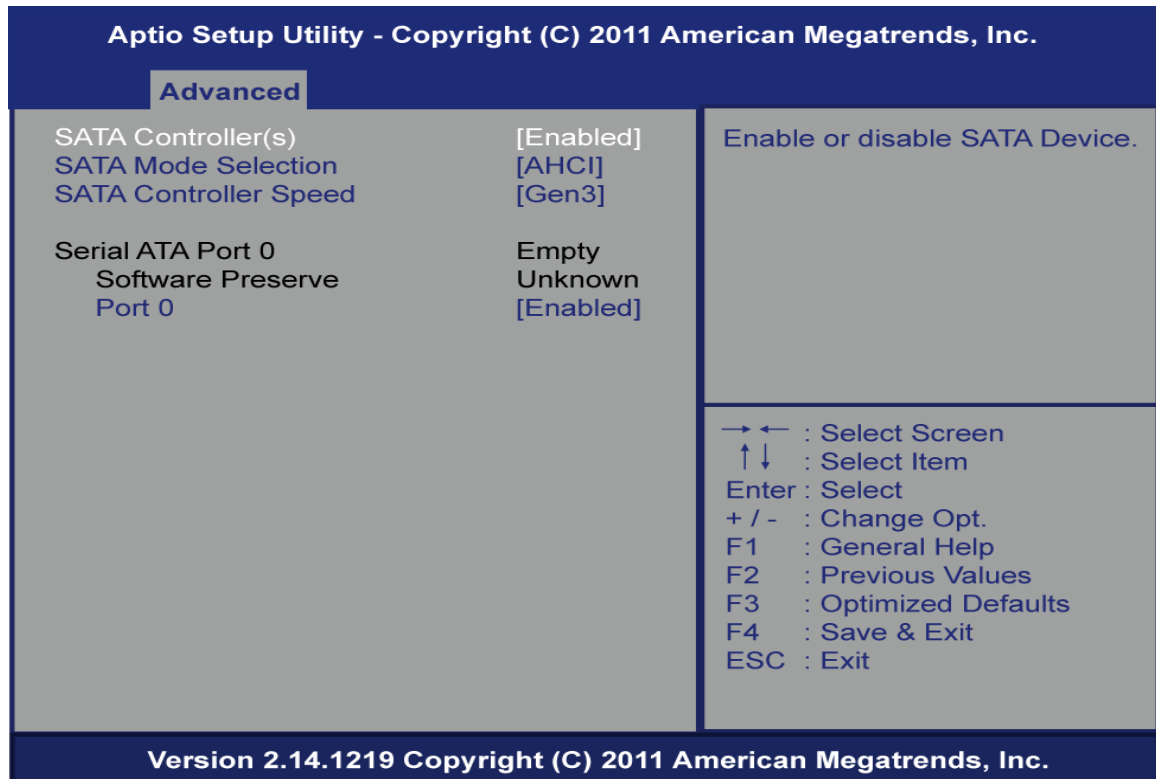 Aptio Setup Utility - Copyright (C) 2011 American Megatrends, Inc.
Advanced
SATA Controller(s) [Enabled]
SATA Mode Selection [AHCI]
SATA Controller Speed [Gen3]
Serial ATA Port 0 Empty
Software Preserve Unknown
Port 0 [Enabled]
Enable or disable SATA Device.
→ ← : Select Screen
↑↓ : Select Item
Enter : Select
+ / - : Change Opt.
F1 : General Help
F2 : Previous Values
F3 : Optimized Defaults
F4 : Save & Exit
ESC : Exit
Version 2.14.1219 Copyright (C) 2011 American Megatrends, Inc.